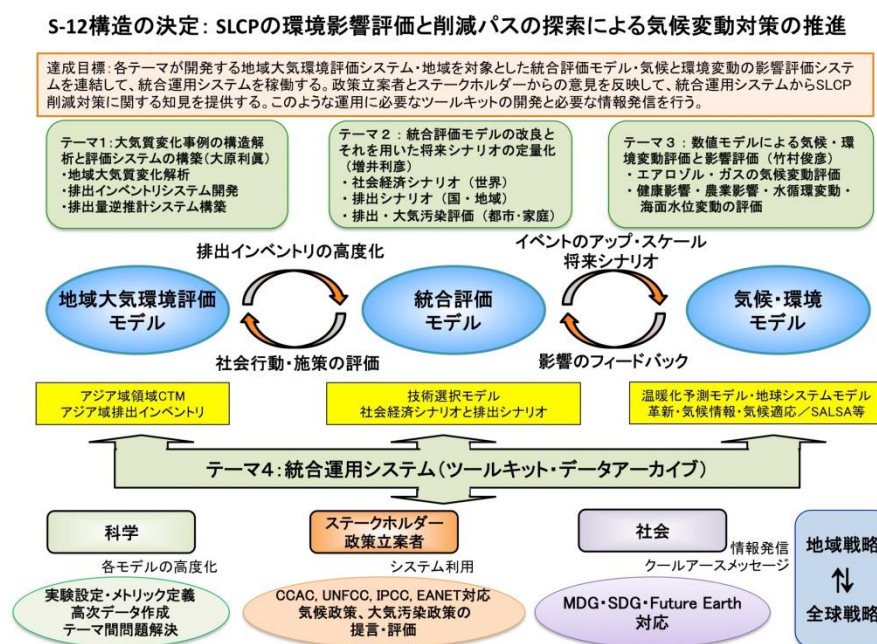 S-12構造の決定: SLCPの環境影響評価と削減パスの探索による気候変動対策の推進
達成目標：各テーマが開発する地域大気環境評価システム・地域を対象とした統合評価モデル・気候と環境変動の影響評価システ
ムを連結して、統合運用システムを稼働する。政策立案者とステークホルダーからの意見を反映して、統合運用システムからSLCP
削減対策に関する知見を提供する。このような運用に必要なツールキットの開発と必要な情報発信を行う。
テーマ1：大気質変化事例の構造解
析と評価システムの構築(大原利眞)
・地域大気質変化解析
・排出インベントリシステム開発
・排出量逆推計システム構築
テーマ２：統合評価モデルの改良と
それを用いた将来シナリオの定量化
(増井利彦)
・社会経済シナリオ（世界）
・排出シナリオ（国・地域）
・排出・大気汚染評価（都市・家庭）
テーマ３：数値モデルによる気候・環
境変動評価と影響評価（竹村俊彦）
・エアロゾル・ガスの気候変動評価
・健康影響・農業影響・水循環変動・
海面水位変動の評価
排出インベントリの高度化
イベントのアップ・スケール
将来シナリオ
地域大気環境評価
モデル
統合評価
モデル
気候・環境
モデル
社会行動・施策の評価
影響のフィードバック
アジア域領域CTM
アジア域排出インベントリ
技術選択モデル
社会経済シナリオと排出シナリオ
温暖化予測モデル・地球システムモデル
革新・気候情報・気候適応／SALSA等
テーマ4：統合運用システム（ツールキット・データアーカイブ）
科学
各モデルの高度化
実験設定・メトリック定義
高次データ作成
テーマ間問題解決
ステークホルダー
政策立案者
システム利用
CCAC, UNFCC, IPCC, EANET対応
気候政策、大気汚染政策の
提言・評価
社会
情報発信
クールアースメッセージ
MDG・SDG・Future Earth
対応
地域戦略
全球戦略